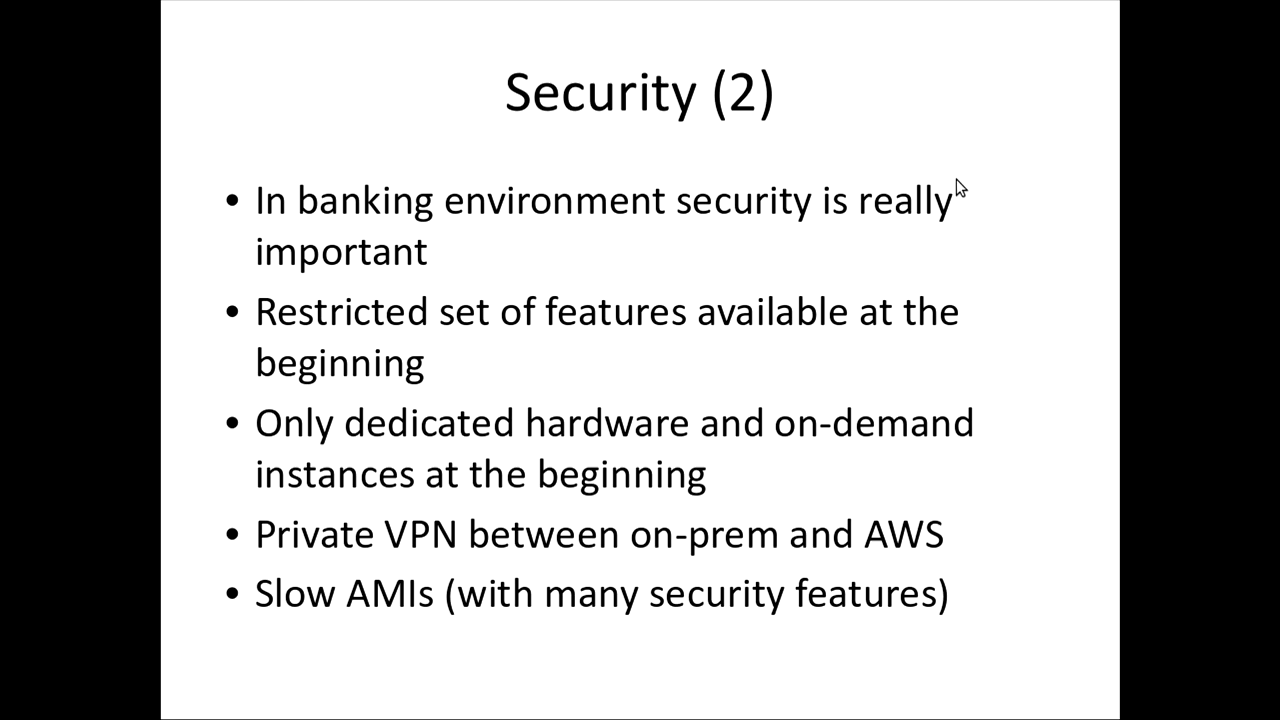 Security (2)
• In banking environment security is really
important
• Restricted set of features available at the
beginning
• Only dedicated hardware and on-demand
instances at the beginning
• Private VPN between on-prem and AWS
• Slow AMIs (with many security features)